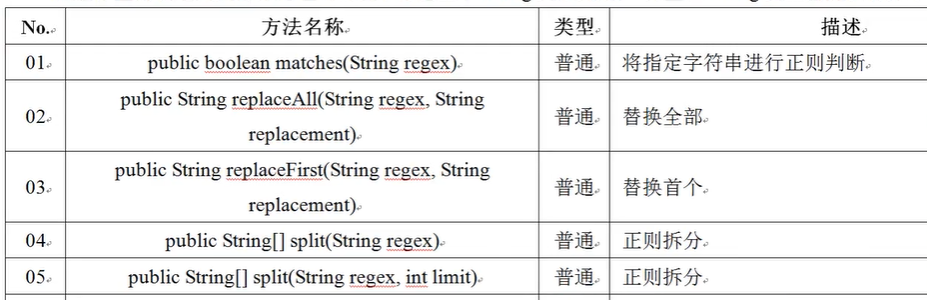 No. 方法名称 类型 描述
01 public boolean matches(String regex) 普通 将指定字符串进行正则判断
02 public String replaceAll(String regex, String replacement) 普通 替换全部
03 public String replaceFirst(String regex, String replacement) 普通 替换首个
04 public String[] split(String regex) 普通 正则拆分
05 public String[] split(String regex, int limit) 普通 正则拆分